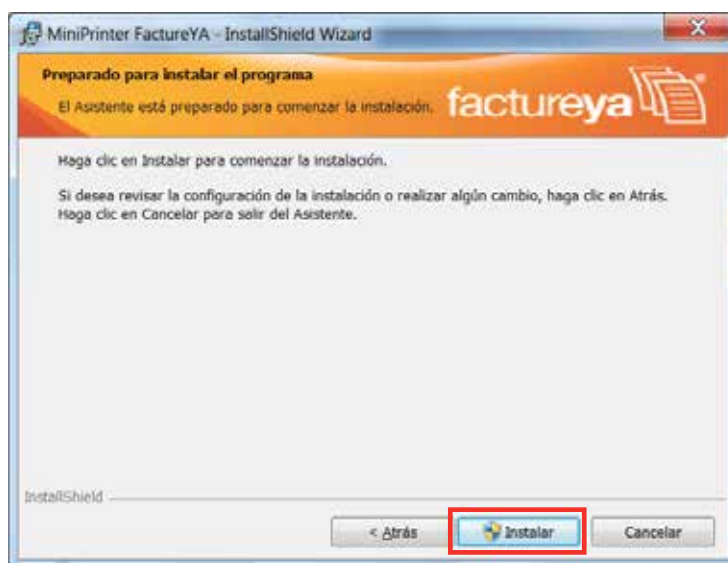 MiniPrinter FactureYA - InstallShield Wizard
Preparado para instalar el programa
El Asistente está preparado para comenzar la instalación.
factureya
Haga clic en Instalar para comenzar la instalación.
Si desea revisar la configuración de la instalación o realizar algún cambio, haga clic en Atrás.
Haga clic en Cancelar para salir del Asistente.
InstallShield
< Atrás Instalar Cancelar